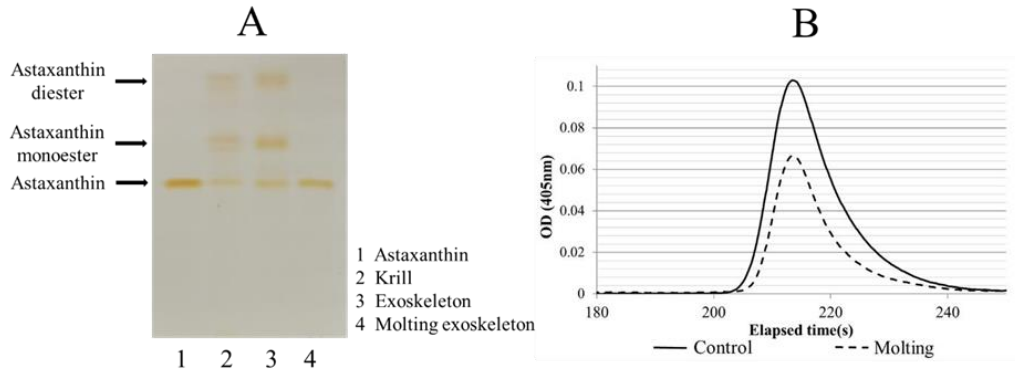 A
Astaxanthin
diester
Astaxanthin
monoester
Astaxanthin
1 Astaxanthin
2 Krill
3 Exoskeleton
4 Molting exoskeleton
1 2 3 4
B
OD (405nm)
0.1
0.08
0.06
0.04
0.02
0
180 200 220 240
Elapsed time(s)
Control Molting